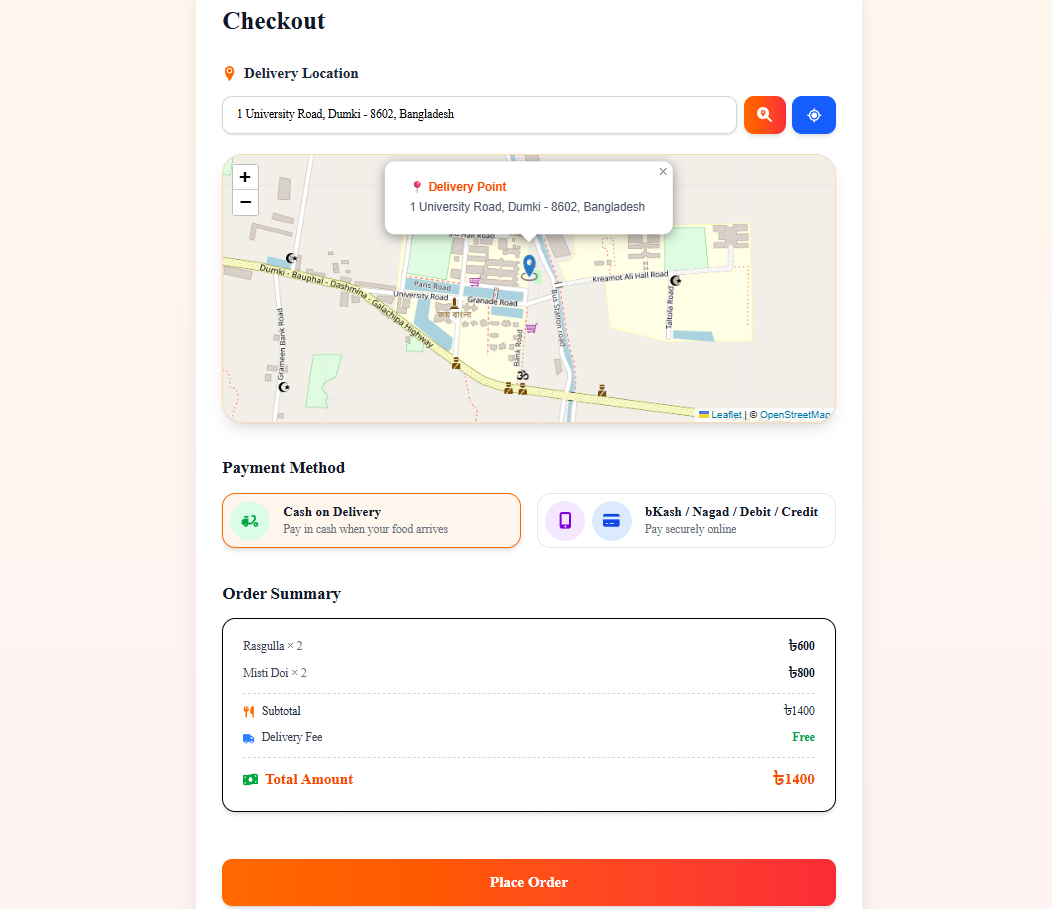 Checkout
Delivery Location
1 University Road, Dumki - 8602, Bangladesh
+
−
×
Delivery Point
1 University Road, Dumki - 8602, Bangladesh
Hall Road
Dumki - Bauphal - Dashmina - Galachipa Highway
Paris Road
University Road
Granade Road
Kreamot Ali Hall Road
জয় বাংলা
Bus Station road
Taltola Road
Bank Road
Grameen Bank Road
Leaflet | © OpenStreetMap
Payment Method
Cash on Delivery
Pay in cash when your food arrives
bKash / Nagad / Debit / Credit
Pay securely online
Order Summary
Rasgulla × 2 ৳600
Misti Doi × 2 ৳800
Subtotal ৳1400
Delivery Fee Free
Total Amount ৳1400
Place Order